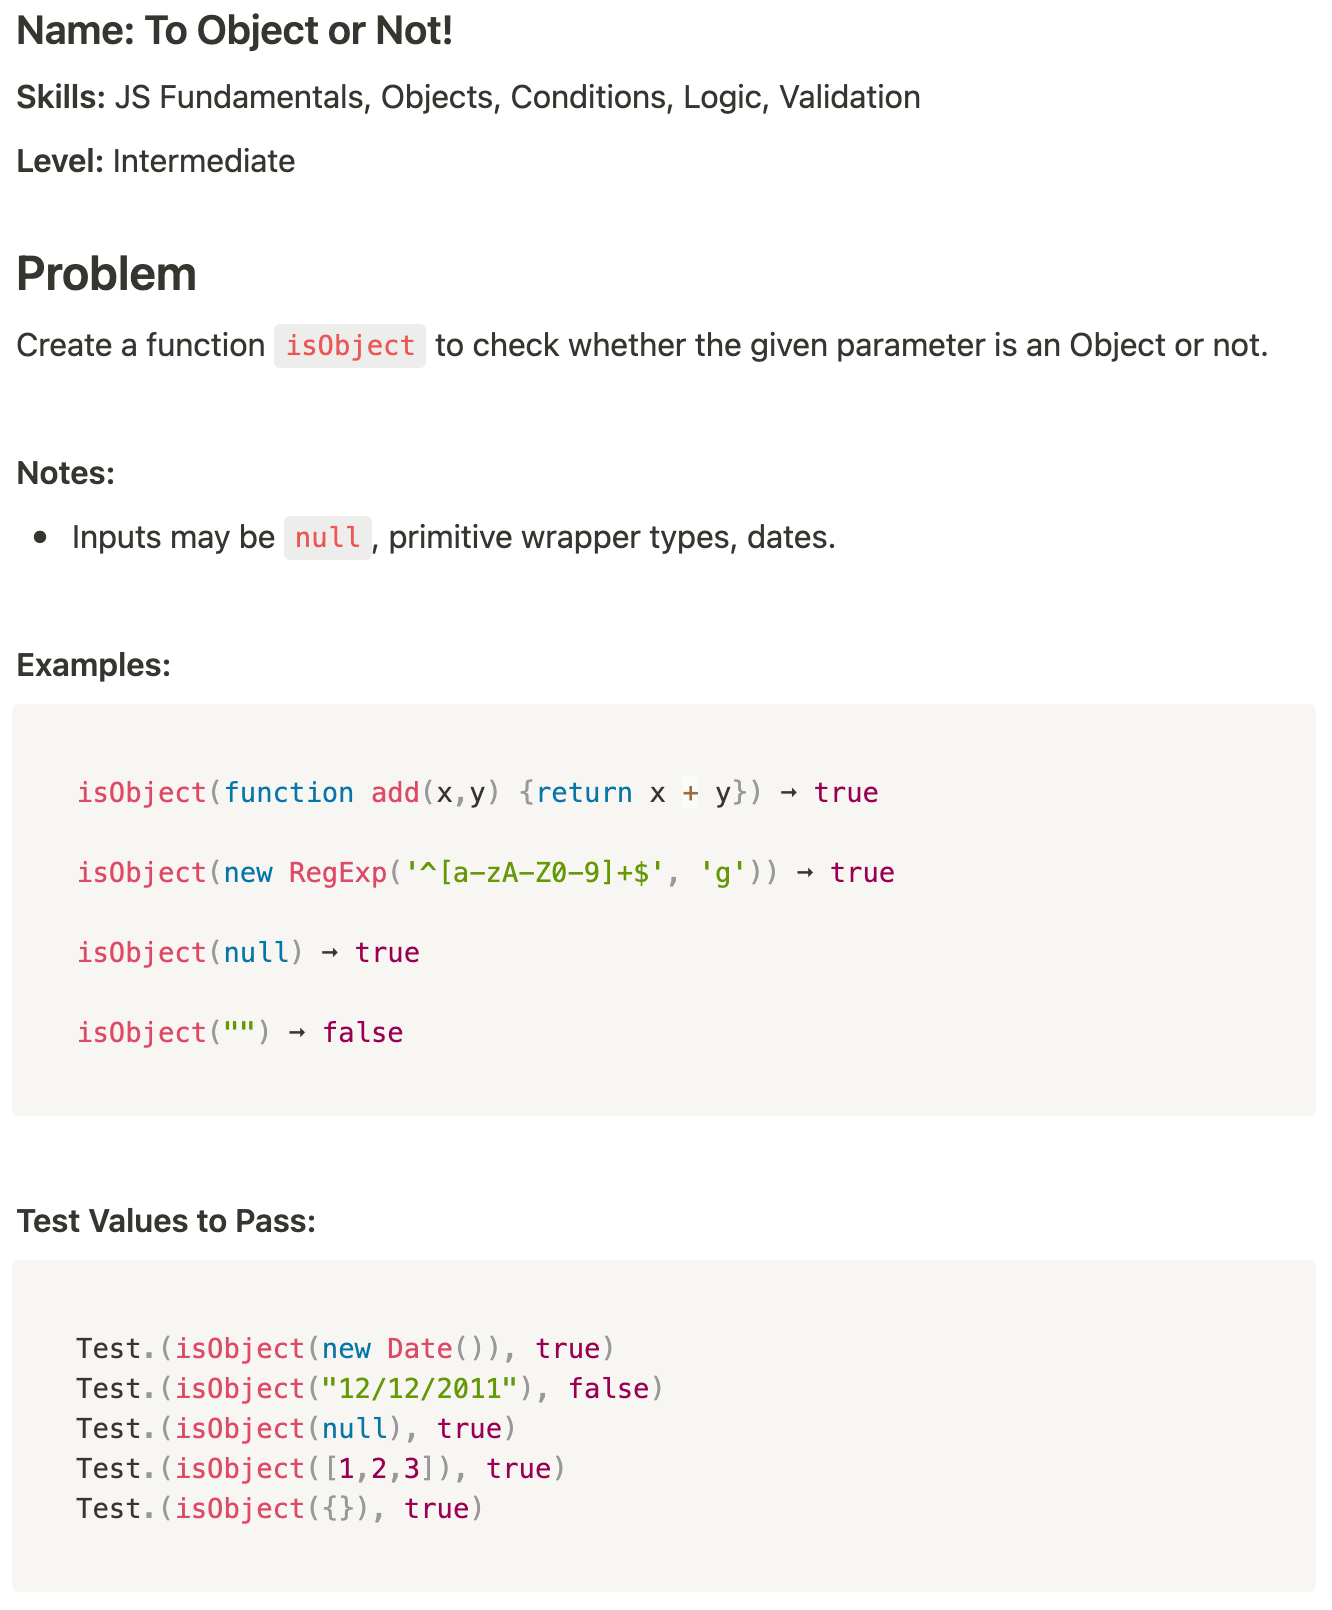 Name: To Object or Not!
Skills: JS Fundamentals, Objects, Conditions, Logic, Validation
Level: Intermediate
Problem
Create a function isObject to check whether the given parameter is an Object or not.
Notes:
• Inputs may be null, primitive wrapper types, dates.
Examples:
isObject(function add(x,y) {return x + y}) → true
isObject(new RegExp('^[a-zA-Z0-9]+$', 'g')) → true
isObject(null) → true
isObject("") → false
Test Values to Pass:
Test.(isObject(new Date()), true)
Test.(isObject("12/12/2011"), false)
Test.(isObject(null), true)
Test.(isObject([1,2,3]), true)
Test.(isObject({}), true)